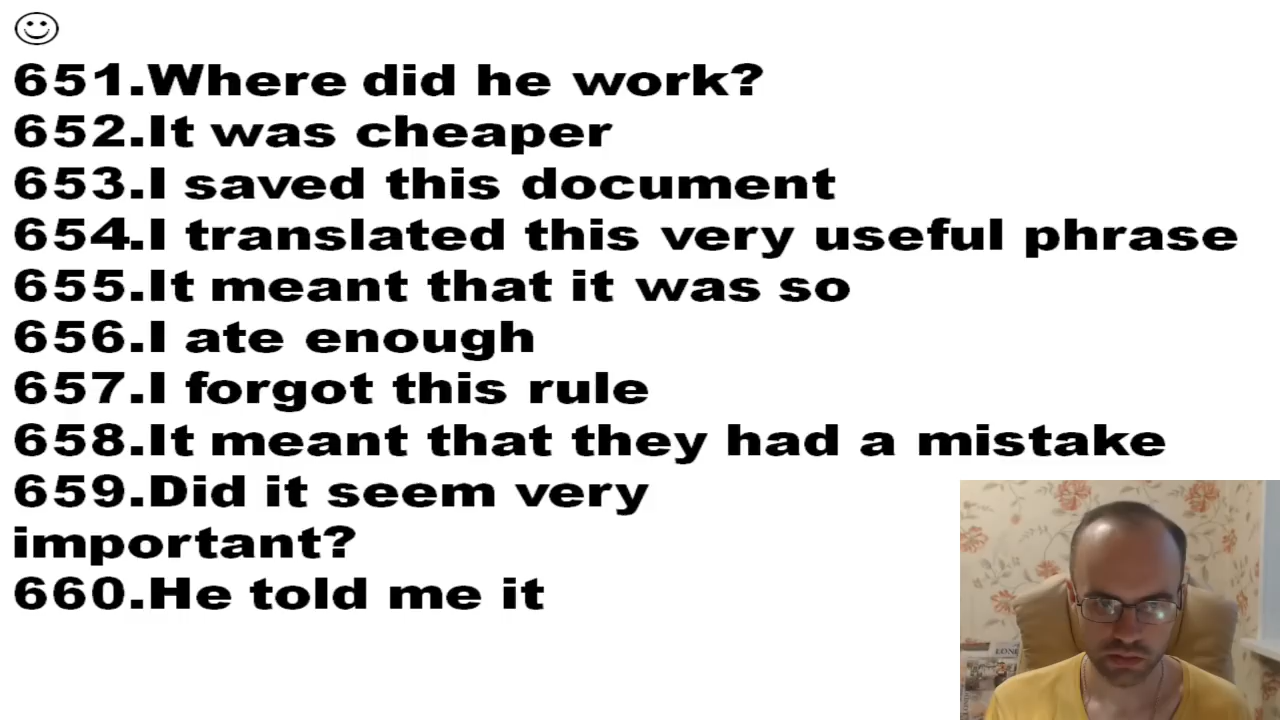 651.Where did he work?
652.It was cheaper
653.I saved this document
654.I translated this very useful phrase
655.It meant that it was so
656.I ate enough
657.I forgot this rule
658.It meant that they had a mistake
659.Did it seem very
important?
660.He told me it